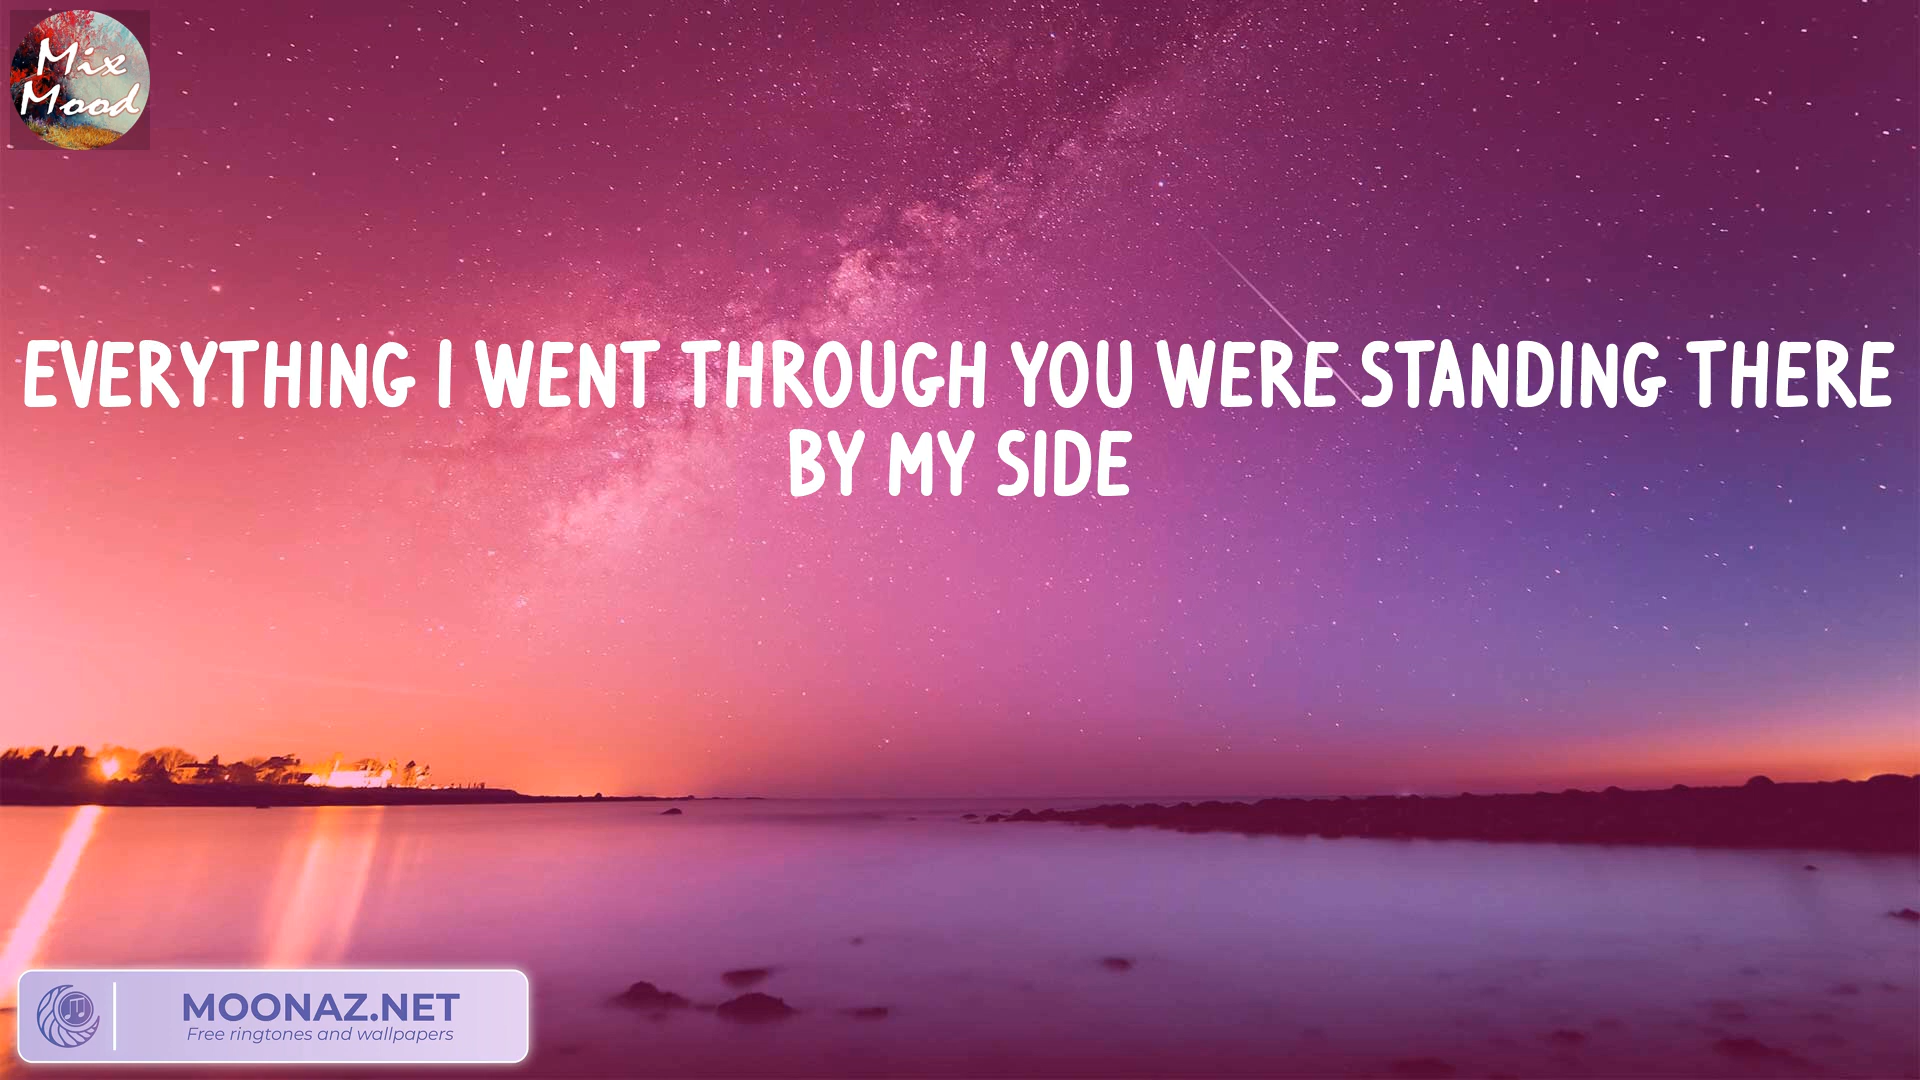 Mix
Mood
EVERYTHING I WENT THROUGH YOU WERE STANDING THERE
BY MY SIDE
MOONAZ.NET
Free ringtones and wallpapers